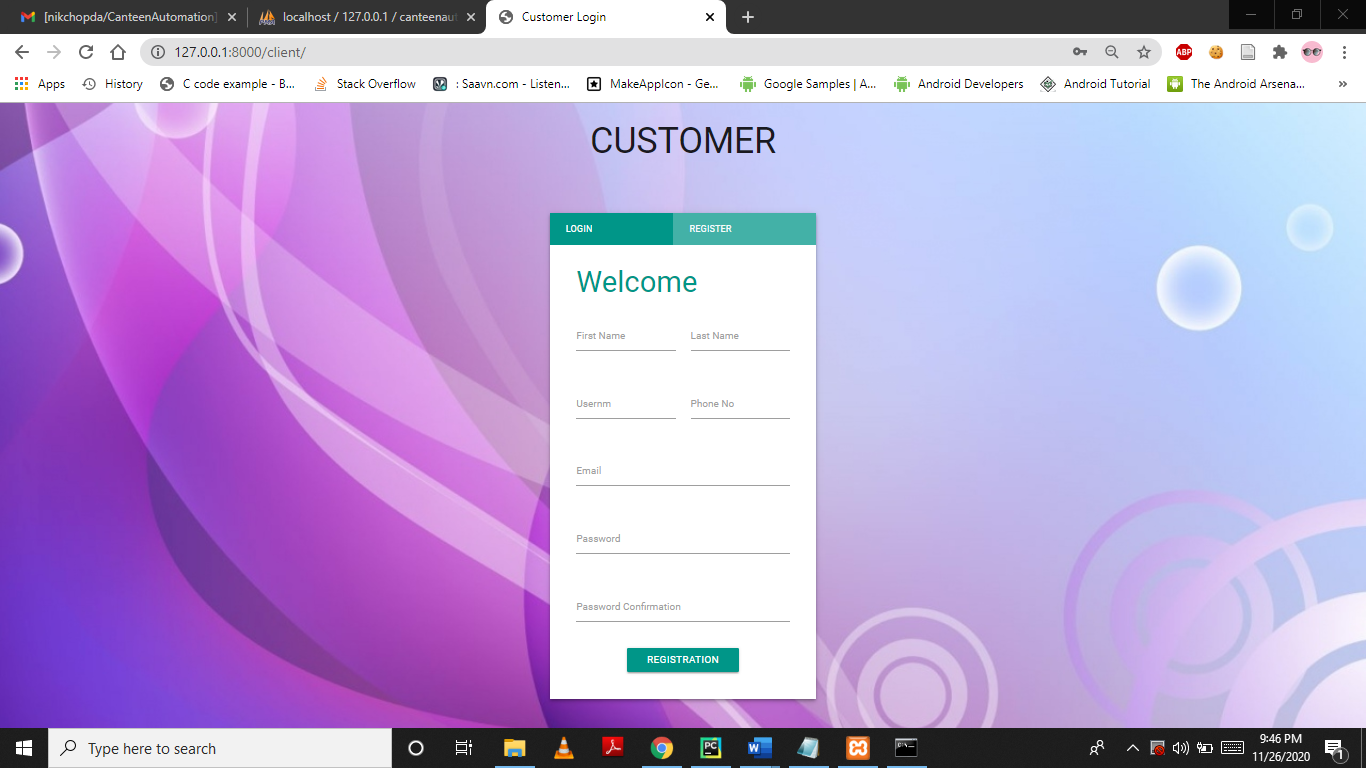 [nikchopda/CanteenAutomation]
localhost / 127.0.0.1 / canteenaut
Customer Login
127.0.0.1:8000/client/
ABP
Apps
History
C code example - B...
Stack Overflow
: Saavn.com - Listen...
MakeAppIcon - Ge...
Google Samples | A...
Android Developers
Android Tutorial
The Android Arsena...
»
CUSTOMER
LOGIN
REGISTER
Welcome
First Name
Last Name
Usernm
Phone No
Email
Password
Password Confirmation
REGISTRATION
Type here to search
PC
W
9:46 PM
11/26/2020
1